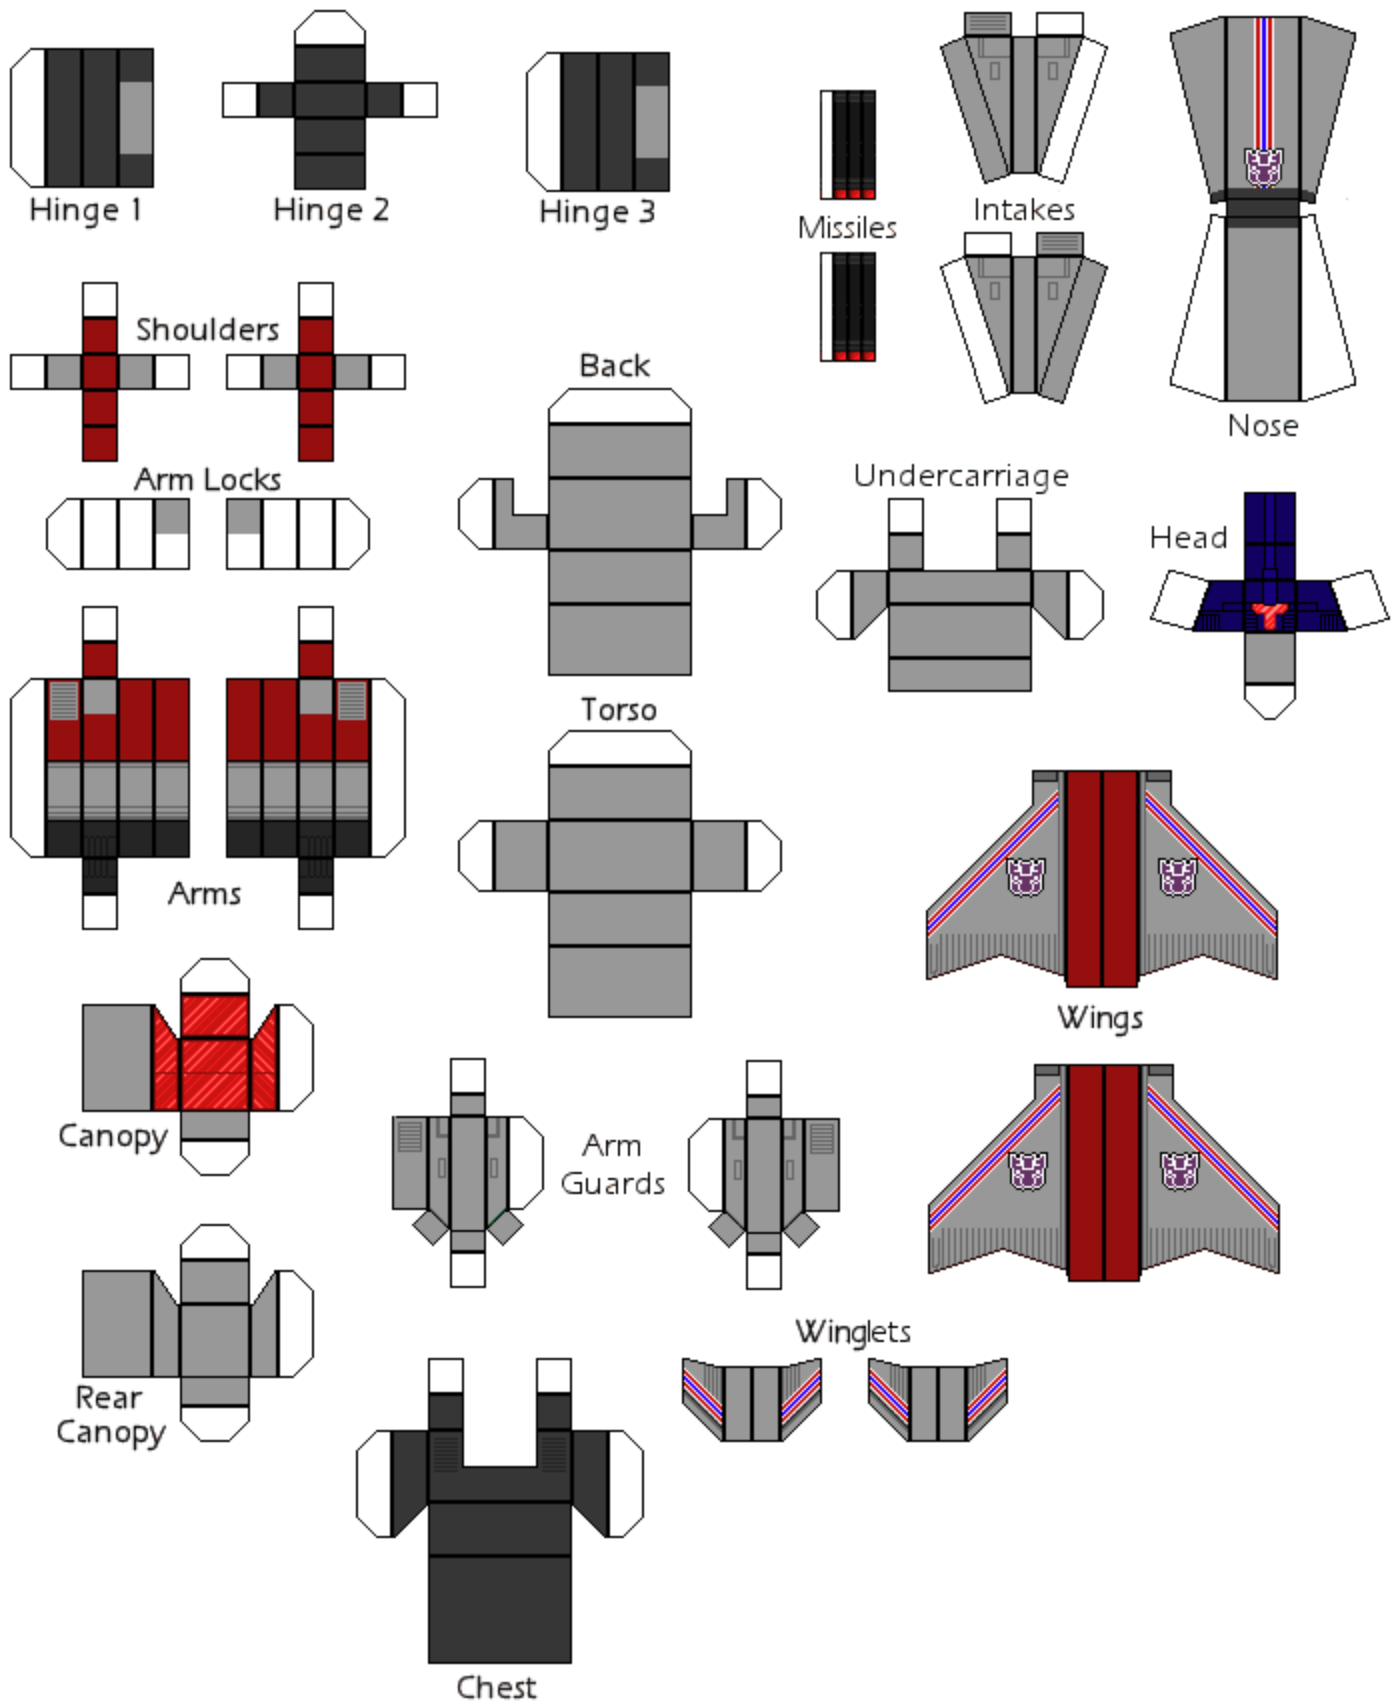 Hinge 1
Hinge 2
Hinge 3
Missiles
Intakes
Nose
Shoulders
Back
Arm Locks
Undercarriage
Head
Torso
Arms
Wings
Canopy
Arm
Guards
Winglets
Rear
Canopy
Chest